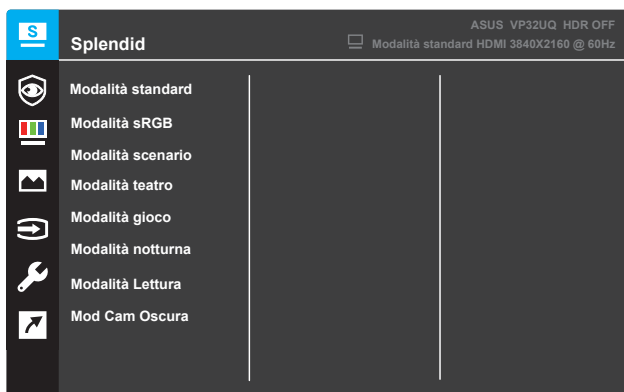 S
ASUS VP32UQ HDR OFF
Splendid
Modalità standard HDMI 3840X2160 @ 60Hz
Modalità standard
Modalità sRGB
Modalità scenario
Modalità teatro
Modalità gioco
Modalità notturna
Modalità Lettura
Mod Cam Oscura